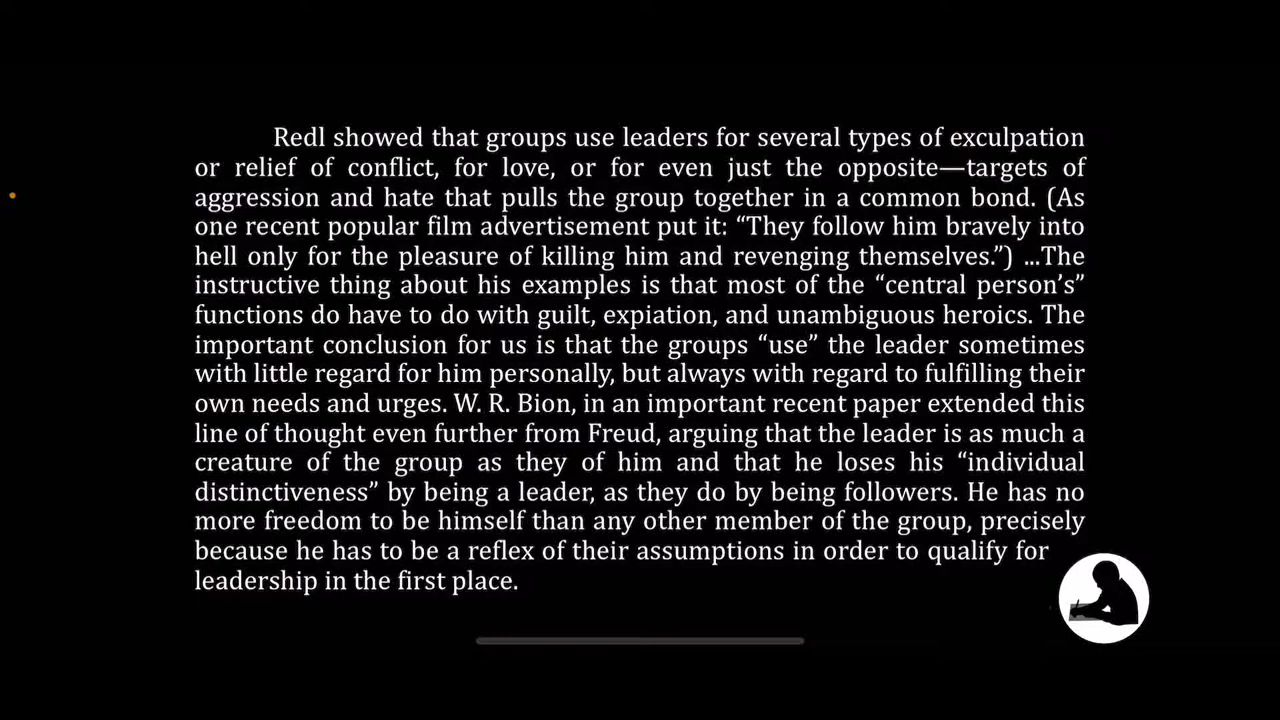 Redl showed that groups use leaders for several types of exculpation
or relief of conflict, for love, or for even just the opposite—targets of
aggression and hate that pulls the group together in a common bond. (As
one recent popular film advertisement put it: “They follow him bravely into
hell only for the pleasure of killing him and revenging themselves.”) ...The
instructive thing about his examples is that most of the “central person’s”
functions do have to do with guilt, expiation, and unambiguous heroics. The
important conclusion for us is that the groups “use” the leader sometimes
with little regard for him personally, but always with regard to fulfilling their
own needs and urges. W. R. Bion, in an important recent paper extended this
line of thought even further from Freud, arguing that the leader is as much a
creature of the group as they of him and that he loses his “individual
distinctiveness” by being a leader, as they do by being followers. He has no
more freedom to be himself than any other member of the group, precisely
because he has to be a reflex of their assumptions in order to qualify for
leadership in the first place.